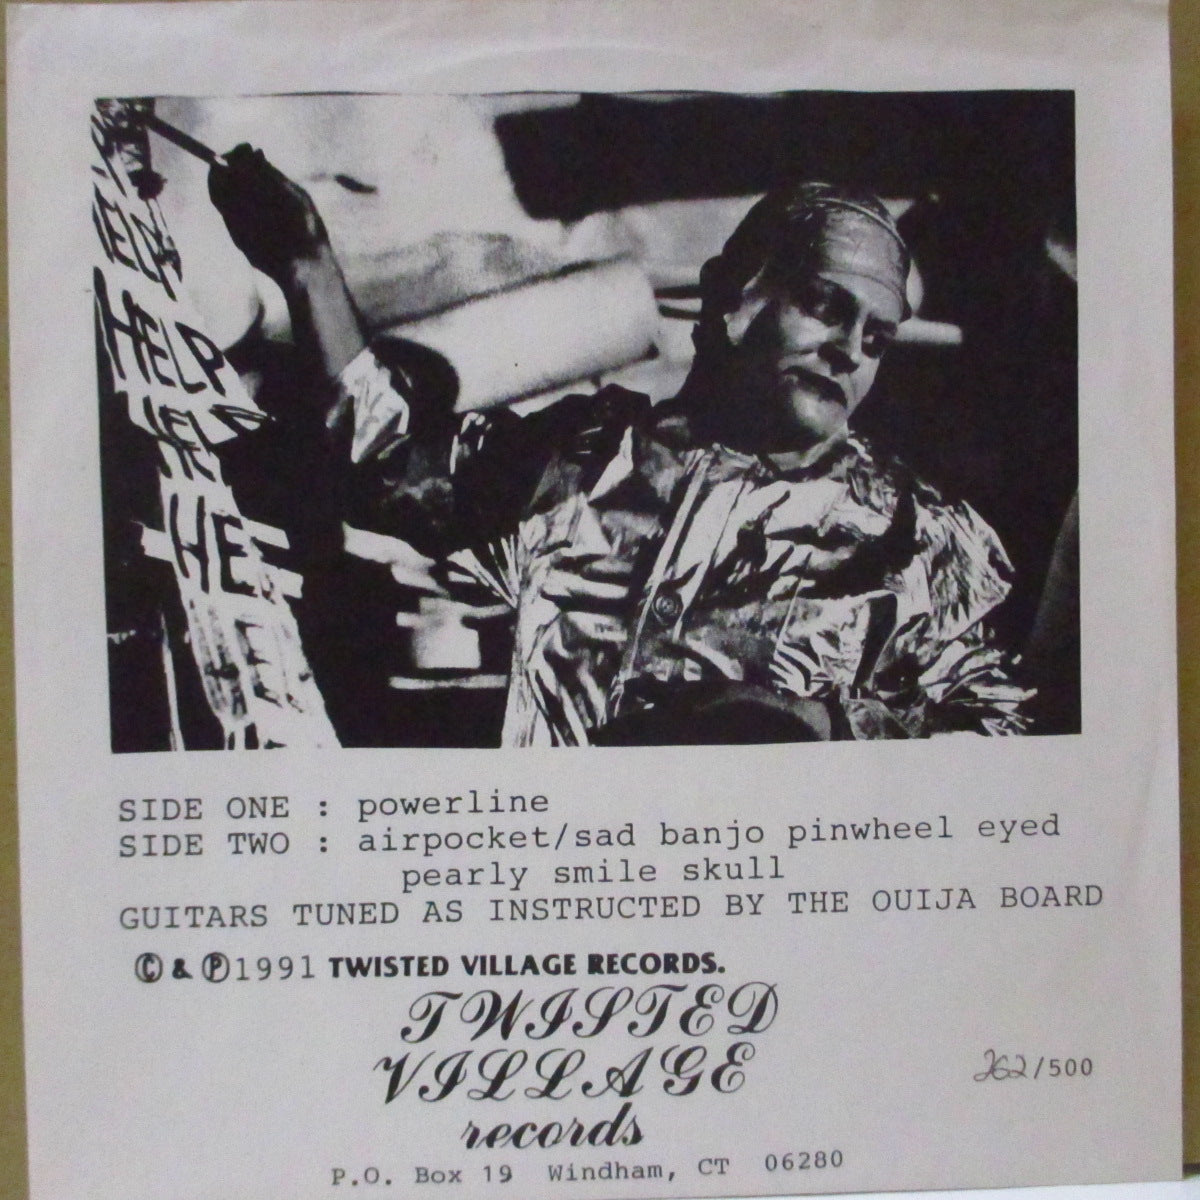 HELP
HE
SIDE ONE : powerline
SIDE TWO : airpocket/sad banjo pinwheel eyed
pearly smile skull
GUITARS TUNED AS INSTRUCTED BY THE OUIJA BOARD
© & ℗1991 TWISTED VILLAGE RECORDS.
TWISTED
VILLAGE
records
262/500
P.O. Box 19 Windham, CT 06280